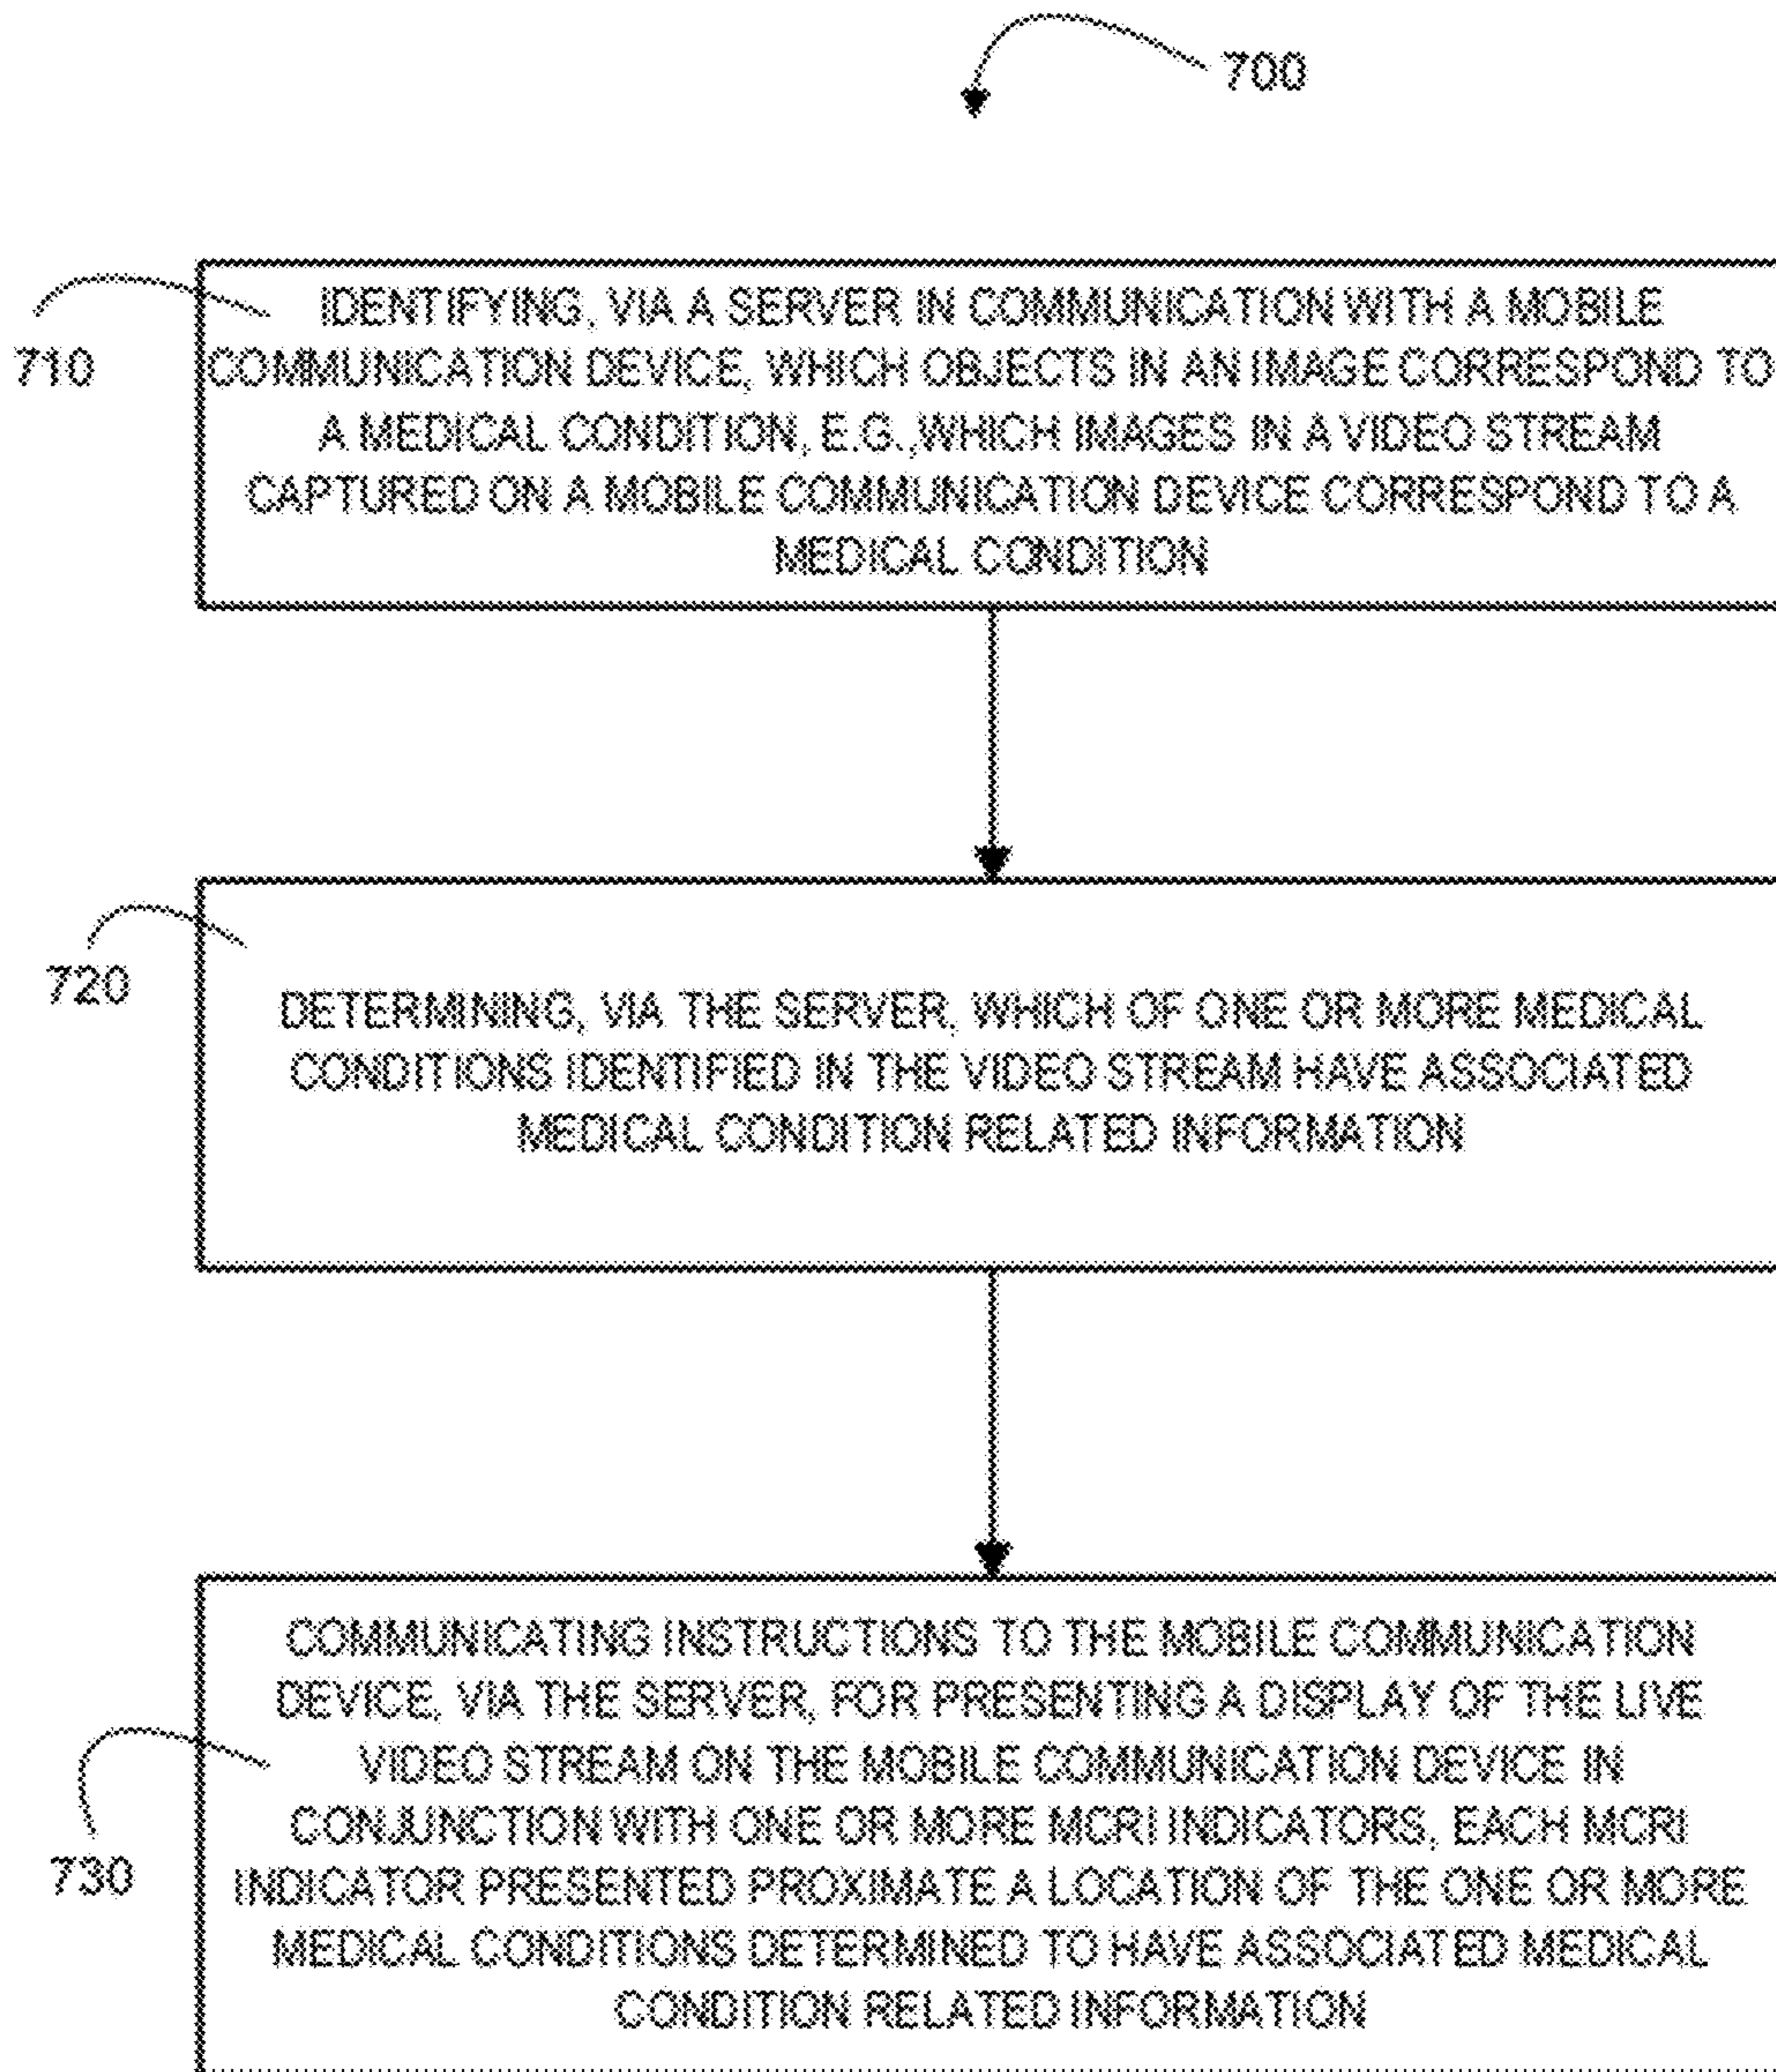 700
710
IDENTIFYING, VIA A SERVER IN COMMUNICATION WITH A MOBILE
COMMUNICATION DEVICE, WHICH OBJECTS IN AN IMAGE CORRESPOND TO
A MEDICAL CONDITION, E.G.,WHICH IMAGES IN A VIDEO STREAM
CAPTURED ON A MOBILE COMMUNICATION DEVICE CORRESPOND TO A
MEDICAL CONDITION
720
DETERMINING, VIA THE SERVER, WHICH OF ONE OR MORE MEDICAL
CONDITIONS IDENTIFIED IN THE VIDEO STREAM HAVE ASSOCIATED
MEDICAL CONDITION RELATED INFORMATION
730
COMMUNICATING INSTRUCTIONS TO THE MOBILE COMMUNICATION
DEVICE, VIA THE SERVER, FOR PRESENTING A DISPLAY OF THE LIVE
VIDEO STREAM ON THE MOBILE COMMUNICATION DEVICE IN
CONJUNCTION WITH ONE OR MORE MCRI INDICATORS, EACH MCRI
INDICATOR PRESENTED PROXIMATE A LOCATION OF THE ONE OR MORE
MEDICAL CONDITIONS DETERMINED TO HAVE ASSOCIATED MEDICAL
CONDITION RELATED INFORMATION